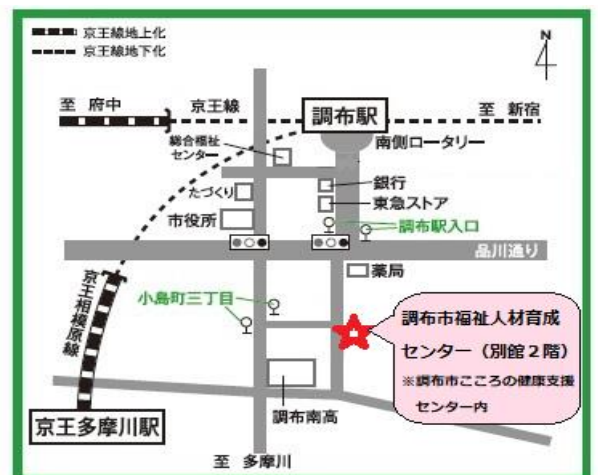 京王線地上化
京王線地下化
N
至 府中
京王線
調布駅
至 新宿
南側ロータリー
総合福祉
センター
銀行
たづくり
東急ストア
市役所
調布駅入口
品川通り
薬局
京王相模原線
小島町三丁目
調布市福祉人材育成
センター（別館２階）
※調布市こころの健康支援
センター内
調布南高
京王多摩川駅
至 多摩川